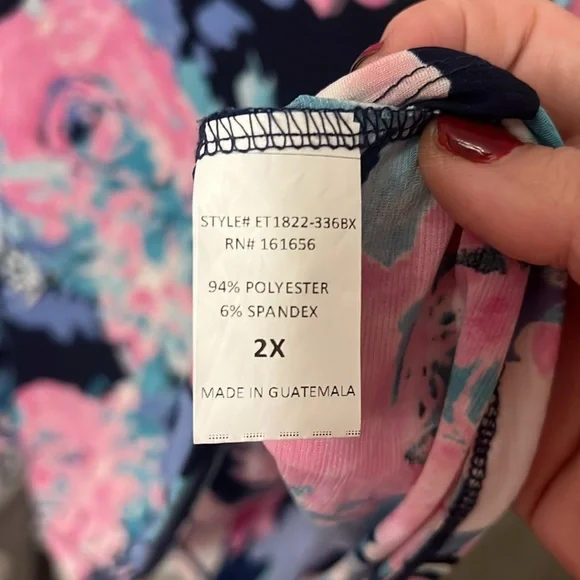 STYLE# ET1822-336BX
RN# 161656
94% POLYESTER
6% SPANDEX
2X
MADE IN GUATEMALA